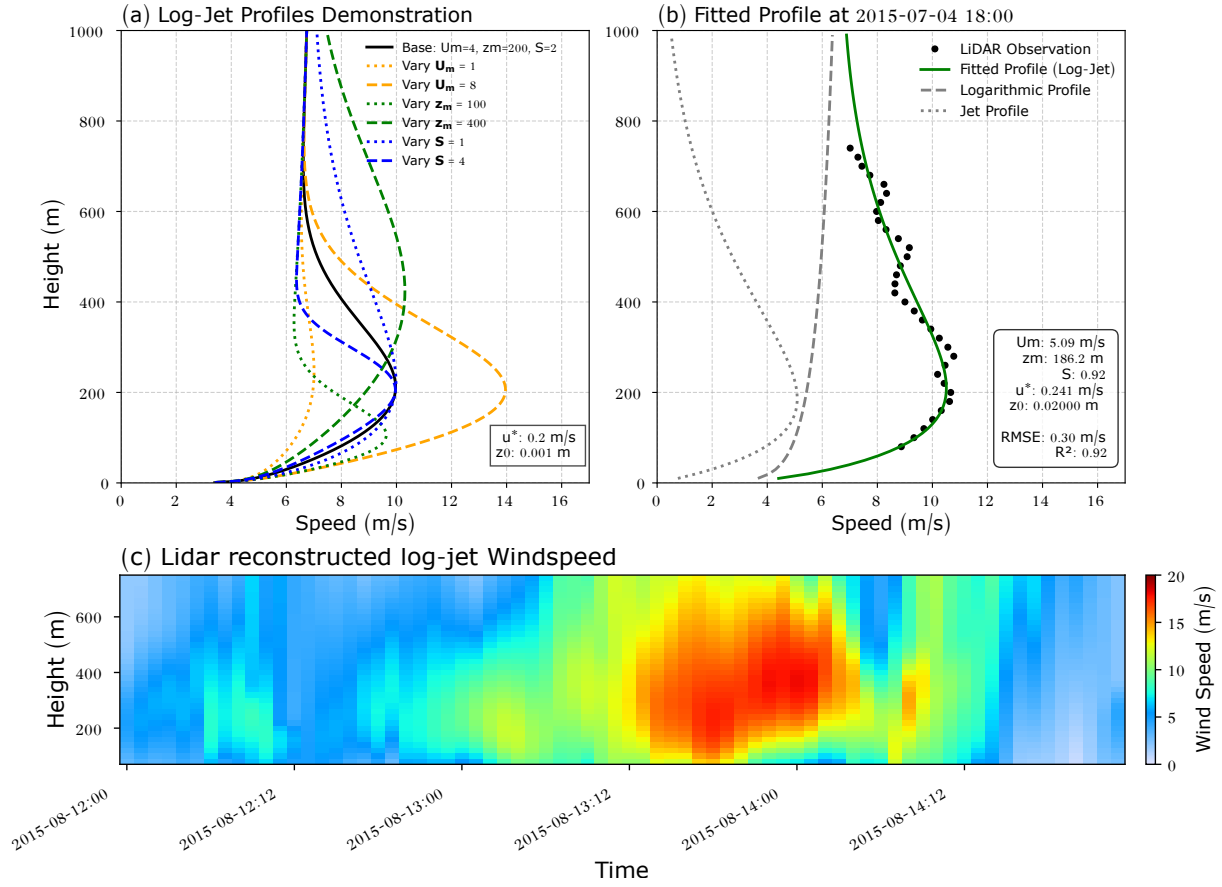 (a) Log-Jet Profiles Demonstration
1000
800
600
400
200
0
Height (m)
0 2 4 6 8 10 12 14 16
Speed (m/s)
Base: Um=4, zm=200, S=2
Vary U_m = 1
Vary U_m = 8
Vary z_m = 100
Vary z_m = 400
Vary S = 1
Vary S = 4
u*: 0.2 m/s
z0: 0.001 m
(b) Fitted Profile at 2015-07-04 18:00
1000
800
600
400
200
0
0 2 4 6 8 10 12 14 16
Speed (m/s)
LiDAR Observation
Fitted Profile (Log-Jet)
Logarithmic Profile
Jet Profile
Um: 5.09 m/s
zm: 186.2 m
S: 0.92
u*: 0.241 m/s
z0: 0.02000 m
RMSE: 0.30 m/s
R²: 0.92
(c) Lidar reconstructed log-jet Windspeed
600
400
200
Height (m)
2015-08-12:00
2015-08-12:12
2015-08-13:00
2015-08-13:12
2015-08-14:00
2015-08-14:12
Time
20
15
10
5
0
Wind Speed (m/s)